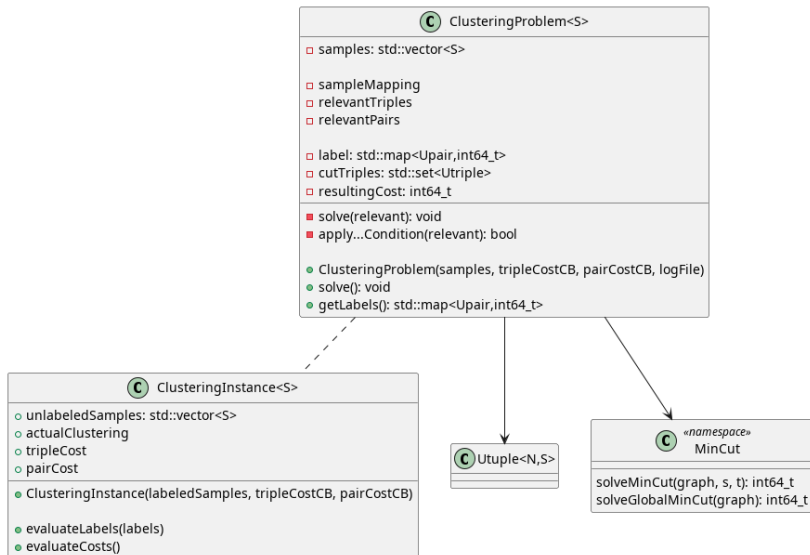 C ClusteringProblem<S>
samples: std::vector<S>
sampleMapping
relevantTriples
relevantPairs
label: std::map<Upair,int64_t>
cutTriples: std::set<Utriple>
resultingCost: int64_t
solve(relevant): void
apply...Condition(relevant): bool
ClusteringProblem(samples, tripleCostCB, pairCostCB, logFile)
solve(): void
getLabels(): std::map<Upair,int64_t>
C ClusteringInstance<S>
unlabeledSamples: std::vector<S>
actualClustering
tripleCost
pairCost
ClusteringInstance(labeledSamples, tripleCostCB, pairCostCB)
evaluateLabels(labels)
evaluateCosts()
C Utuple<N,S>
C «namespace»
MinCut
solveMinCut(graph, s, t): int64_t
solveGlobalMinCut(graph): int64_t